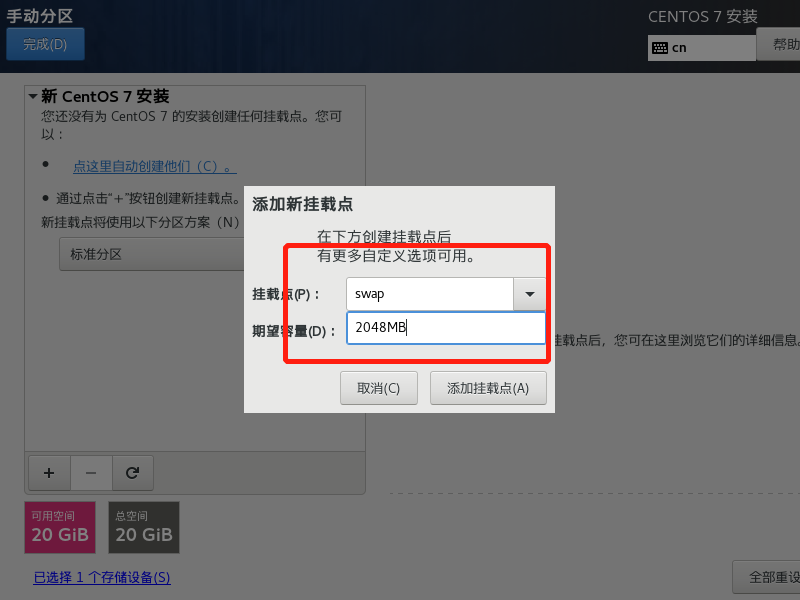 手动分区
CENTOS 7 安装
完成(D)
cn
帮助
新 CentOS 7 安装
您还没有为 CentOS 7 的安装创建任何挂载点。您可
以：
点这里自动创建他们（C）。
通过点击“+”按钮创建新挂载点。
新挂载点将使用以下分区方案（N）
标准分区
添加新挂载点
在下方创建挂载点后
有更多自定义选项可用。
挂载点(P)：
swap
期望容量(D)：
2048MB
挂载点后，您可在这里浏览它们的详细信息。
取消(C)
添加挂载点(A)
+
−
可用空间
20 GiB
总空间
20 GiB
已选择 1 个存储设备(S)
全部重设